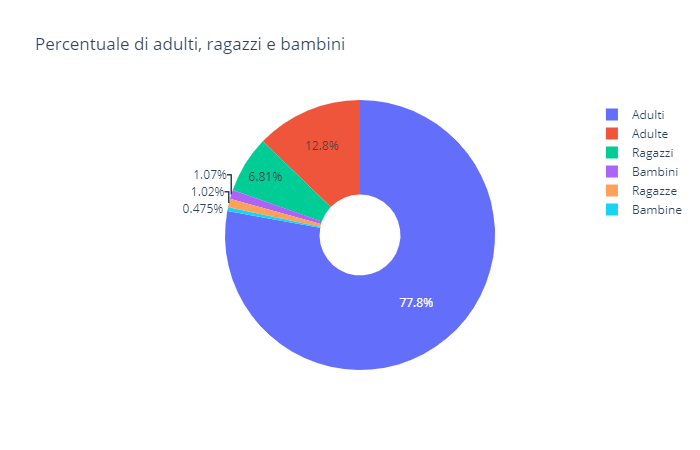 Percentuale di adulti, ragazzi e bambini
Adulti
Adulte
Ragazzi
Bambini
Ragazze
Bambine
12.8%
6.81%
1.07%
1.02%
0.475%
77.8%